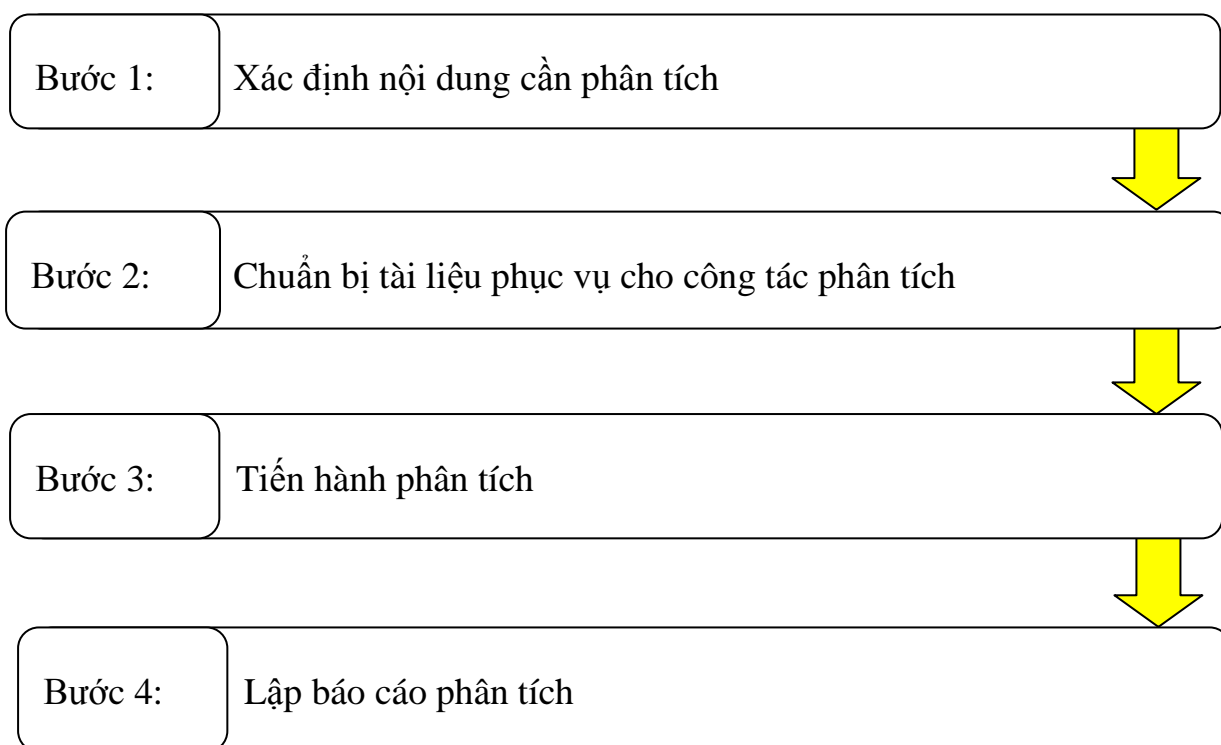 Bước 1: Xác định nội dung cần phân tích
Bước 2: Chuẩn bị tài liệu phục vụ cho công tác phân tích
Bước 3: Tiến hành phân tích
Bước 4: Lập báo cáo phân tích